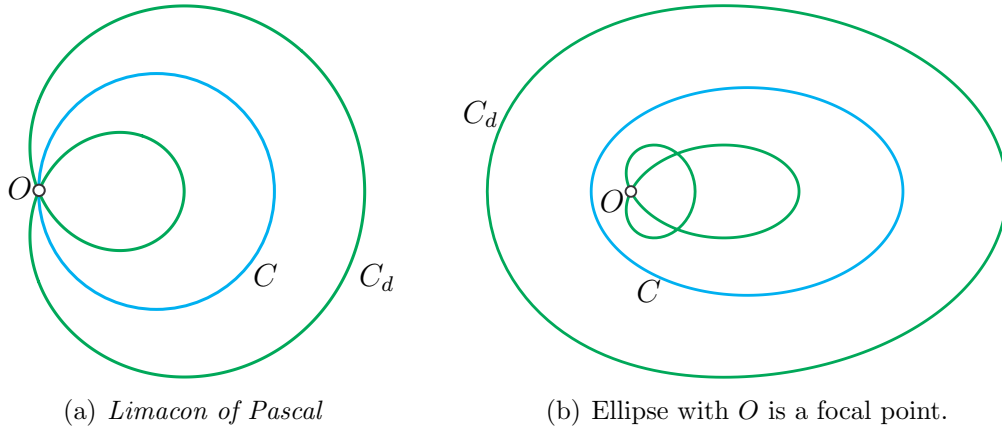 O
C
C_d
(a) Limacon of Pascal
C_d
O
C
(b) Ellipse with O is a focal point.